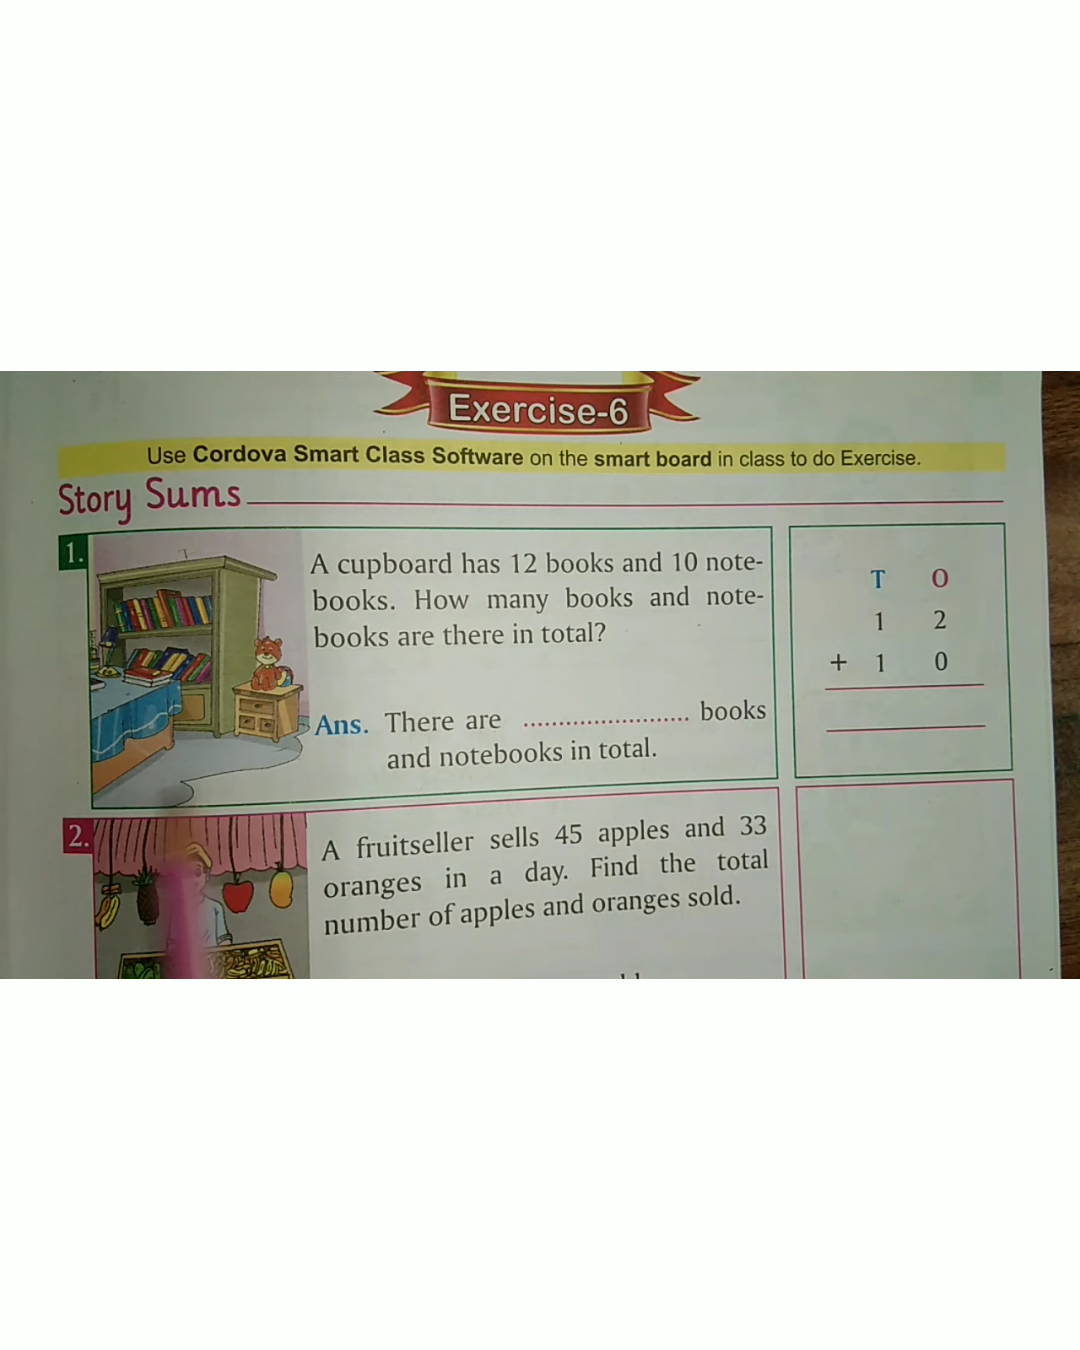 Exercise-6
Use Cordova Smart Class Software on the smart board in class to do Exercise.
Story Sums
1.
A cupboard has 12 books and 10 note-
books. How many books and note-
books are there in total?
Ans. There are ........................ books
and notebooks in total.
T O
1 2
+ 1 0
2.
A fruitseller sells 45 apples and 33
oranges in a day. Find the total
number of apples and oranges sold.